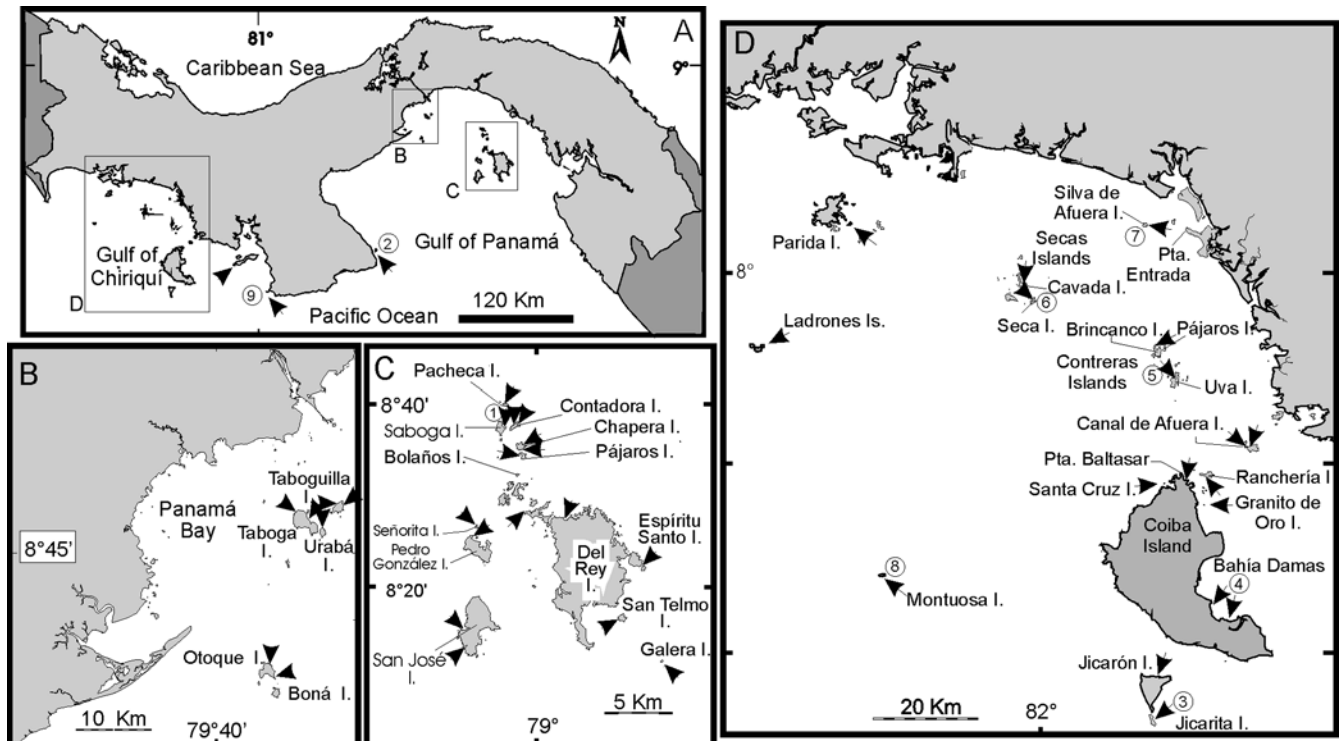 A
N
81°
Caribbean Sea
9°
B
C
Gulf of
Chiriquí
D
Gulf of Panamá
2
9
Pacific Ocean
120 Km
B
Panamá
Bay
Taboguilla
I.
Taboga
I.
Urabá
I.
8°45'
Otoque I.
Boná I.
10 Km
79°40'
C
Pacheca I.
8°40'
1
Contadora I.
Saboga I.
Chapera I.
Pájaros I.
Bolaños I.
Señorita I.
Pedro
González I.
Espíritu
Santo I.
Del
Rey
I.
8°20'
San Telmo
I.
San José
I.
Galera I.
5 Km
79°
D
Silva de
Afuera I.
7
Parida I.
Secas
Islands
Pta.
Entrada
8°
Cavada I.
6
Seca I.
Ladrones Is.
Brincanco I.
Pájaros I.
Contreras
Islands
5
Uva I.
Canal de Afuera I.
Pta. Baltasar
Ranchería I
Santa Cruz I.
Granito de
Oro I.
Coiba
Island
Bahía Damas
4
8
Montuosa I.
Jicarón I.
3
Jicarita I.
20 Km
82°